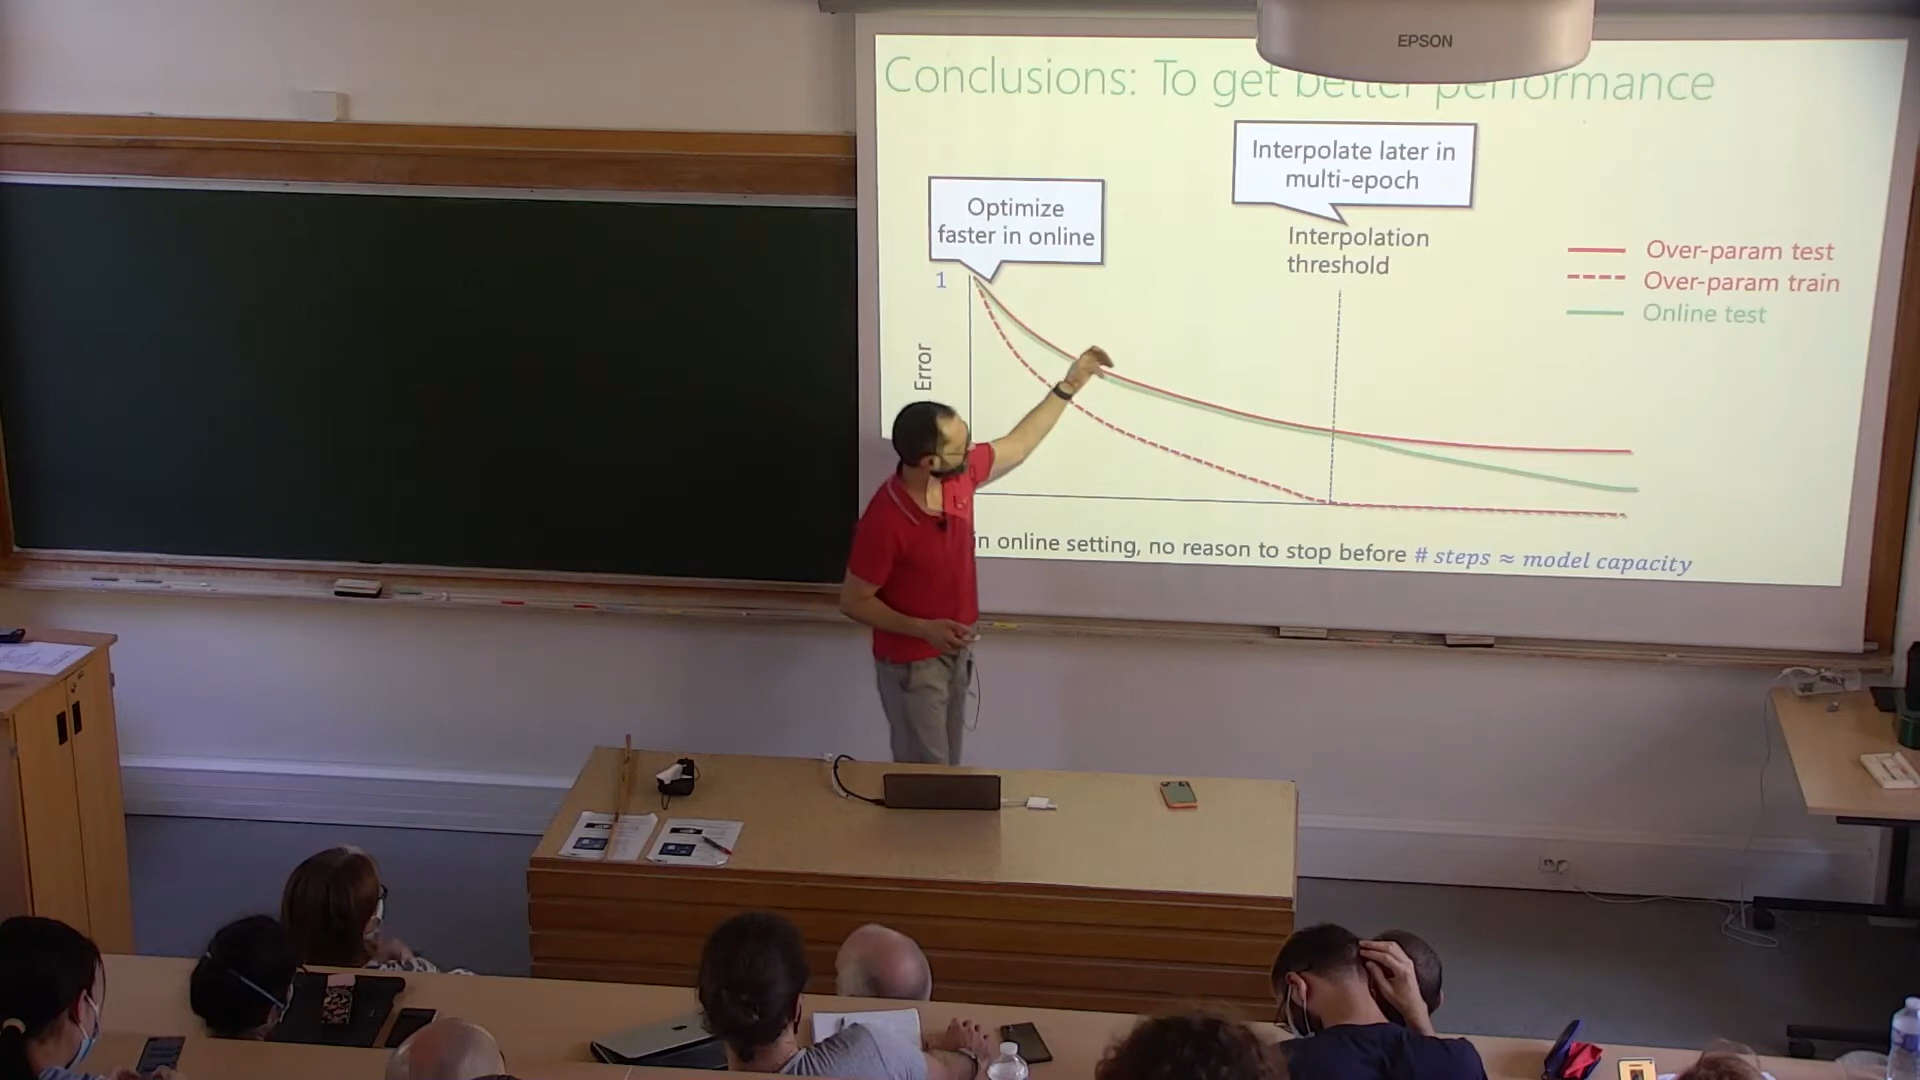 EPSON
Conclusions: To get better performance
Interpolate later in
multi-epoch
Optimize
faster in online
Interpolation
threshold
Over-param test
Over-param train
Online test
1
Error
in online setting, no reason to stop before # steps ≈ model capacity